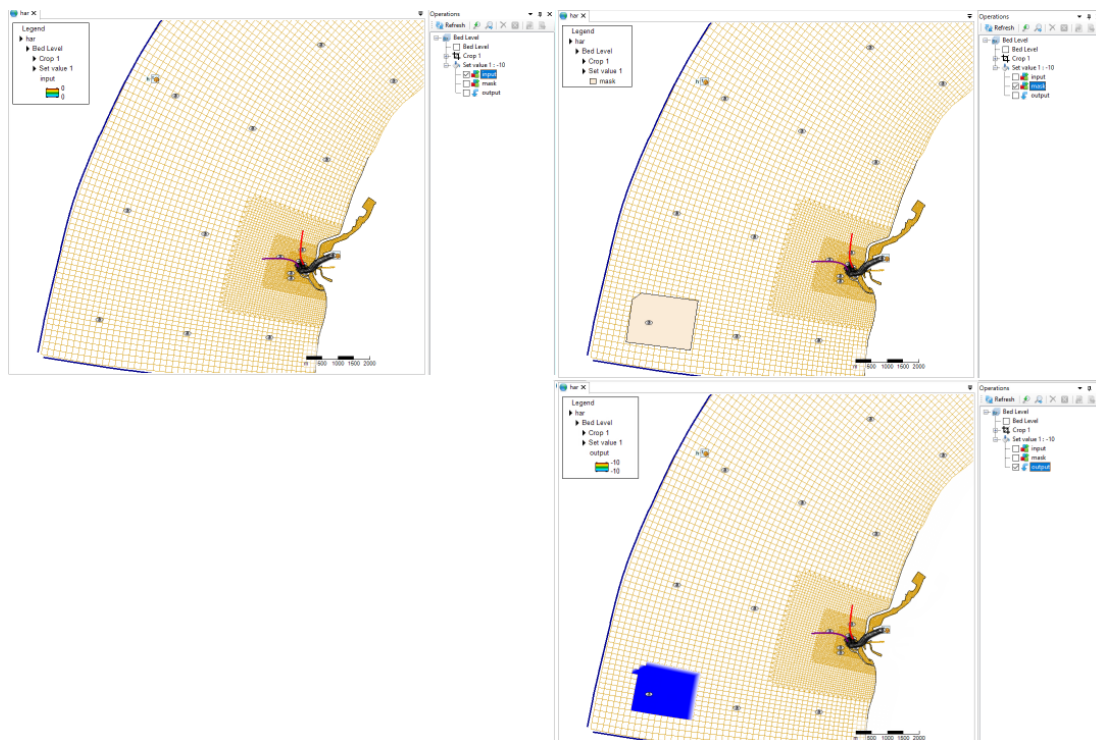 har
Legend
har
Bed Level
Crop 1
Set value 1
input
0
0
m 500 1000 1500 2000
Operations
Refresh
Bed Level
Bed Level
Crop 1
Set value 1 : -10
input
mask
output
har
Legend
har
Bed Level
Crop 1
Set value 1
mask
m 500 1000 1500 2000
Operations
Refresh
Bed Level
Bed Level
Crop 1
Set value 1 : -10
input
mask
output
har
Legend
har
Bed Level
Crop 1
Set value 1
output
-10
-10
m 500 1000 1500 2000
Operations
Refresh
Bed Level
Bed Level
Crop 1
Set value 1 : -10
input
mask
output